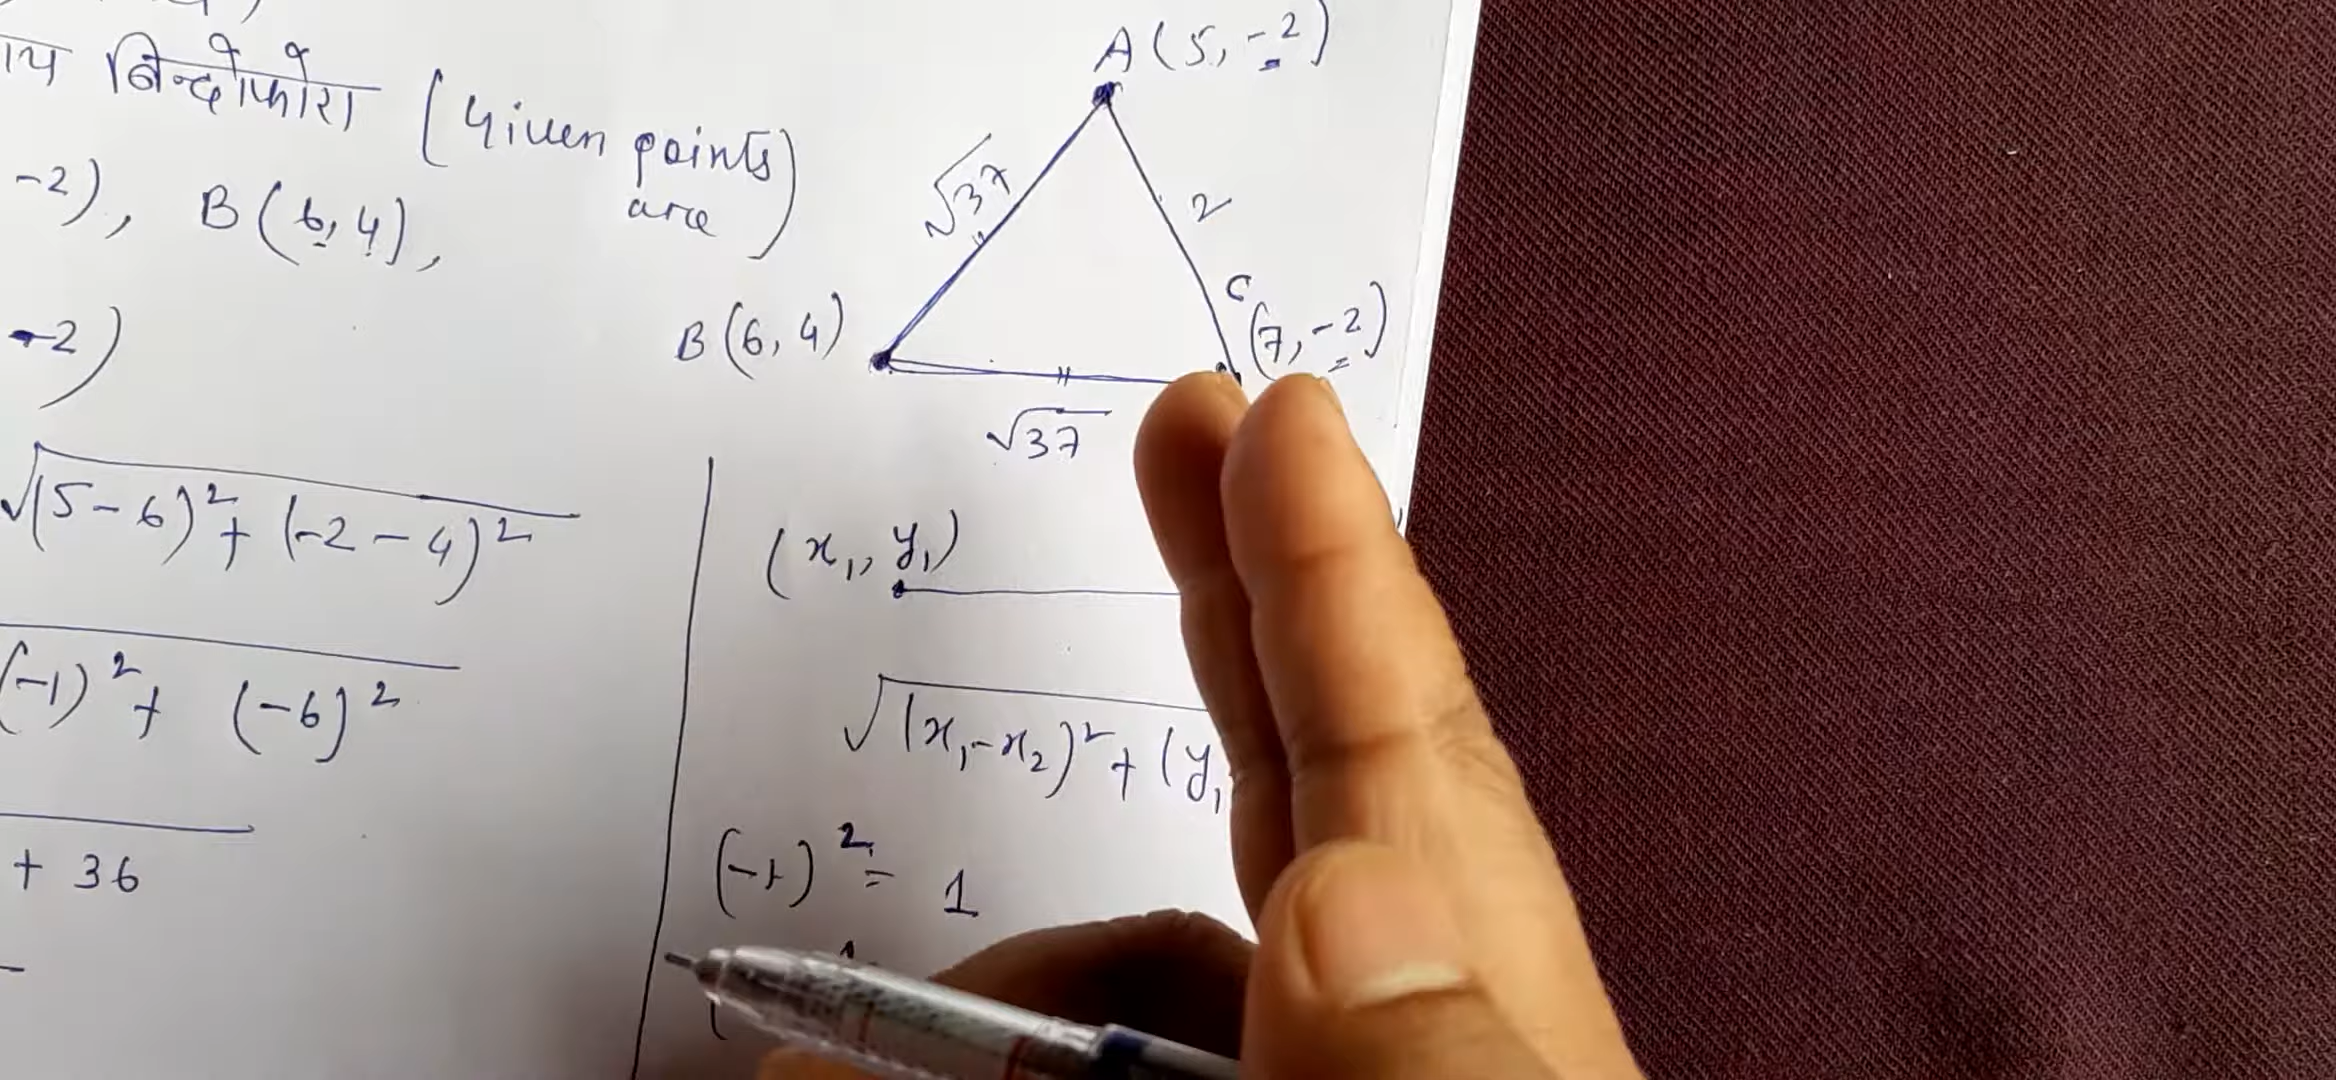 A(5, -2)
(Given points are)
-2), B(6, 4),
√37
2
C
B(6, 4)
(7, -2)
-2)
√37
√(5-6)² + (-2-4)²
(x₁, y₁)
(-1)² + (-6)²
√(x₁-x₂)² + (y₁
+ 36
(-1)² = 1